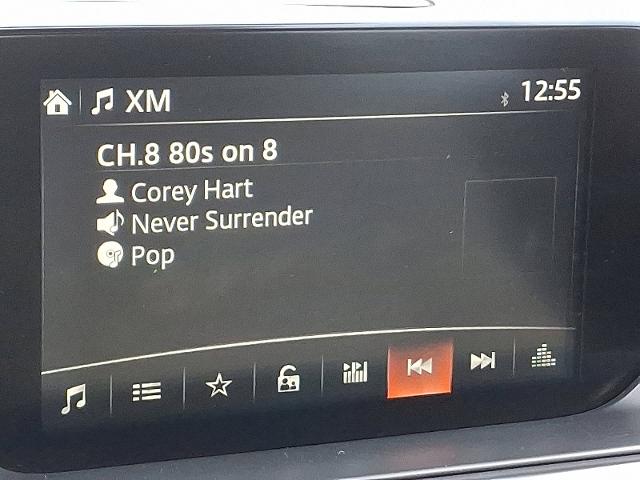 XM
12:55
CH.8 80s on 8
Corey Hart
Never Surrender
Pop